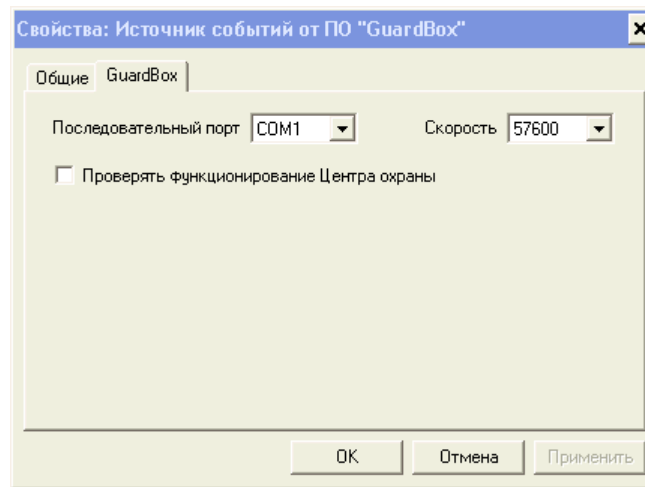 Свойства: Источник событий от ПО "GuardBox"
Общие GuardBox
Последовательный порт COM1 Скорость 57600
Проверять функционирование Центра охраны
OK Отмена Применить